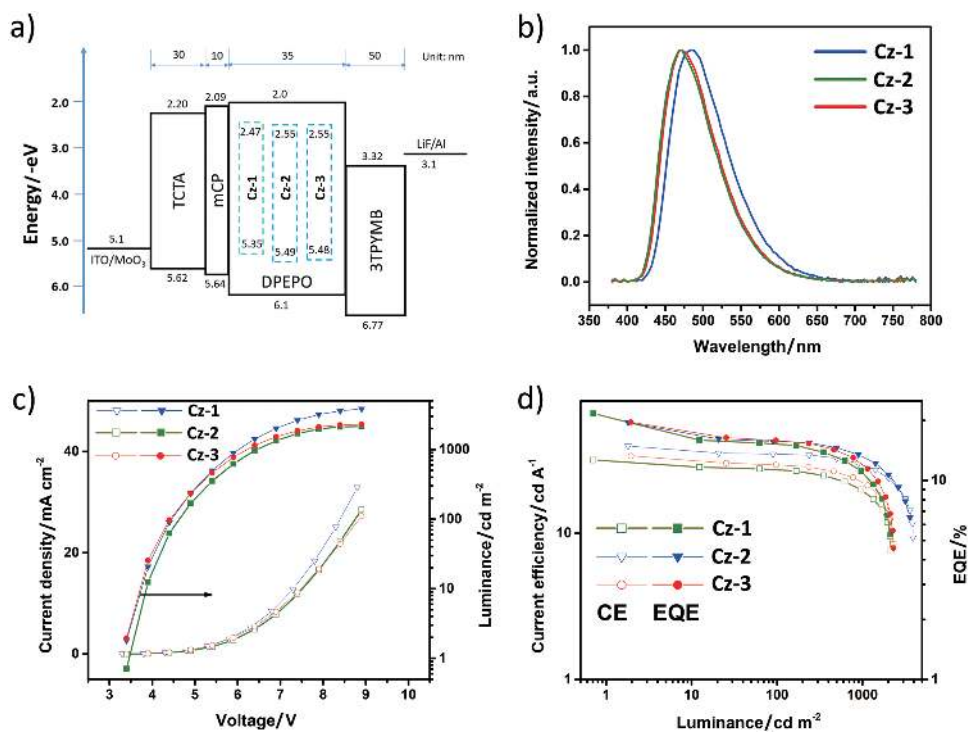 a)
30 10 35 50 Unit: nm
Energy/-eV
2.0
3.0
4.0
5.0
6.0
2.20 2.09 2.0
2.47 2.55 2.55
LiF/Al
3.32 3.1
TCTA mCP Cz-1 Cz-2 Cz-3 3TPYMB
5.1
ITO/MoO3
5.35 5.49 5.48
5.62 5.64 DPEPO
6.1
6.77
b)
Normalized intensity/a.u.
1.0
0.8
0.6
0.4
0.2
0.0
Cz-1
Cz-2
Cz-3
350 400 450 500 550 600 650 700 750 800
Wavelength/nm
c)
Current density/mA cm-2
40
20
0
Cz-1
Cz-2
Cz-3
Luminance/cd m-2
1000
100
10
1
3 4 5 6 7 8 9 10
Voltage/V
d)
Current efficiency/cd A-1
10
1
Cz-1
Cz-2
Cz-3
CE EQE
EQE/%
10
1
1 10 100 1000
Luminance/cd m-2